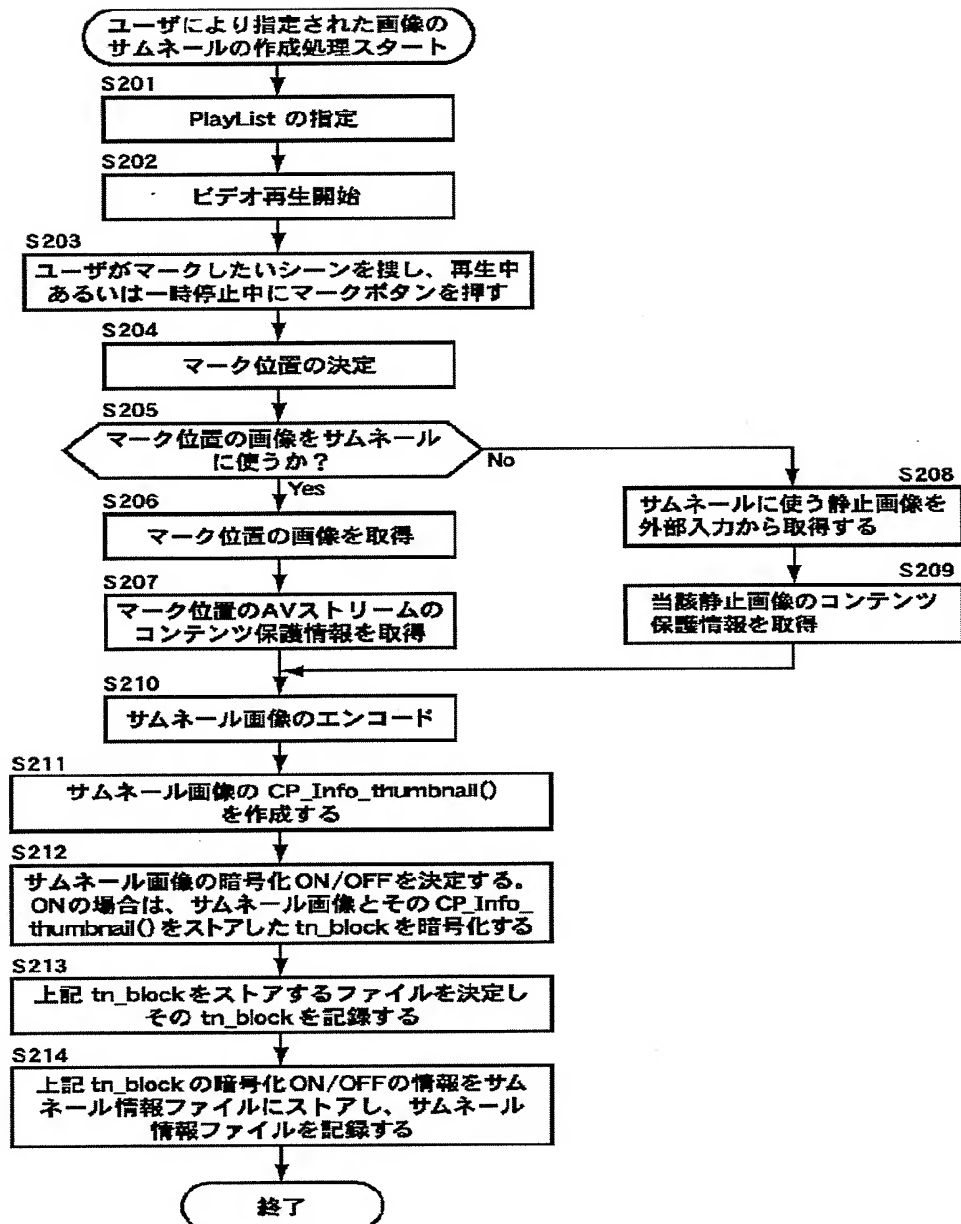 ユーザにより指定された画像の
サムネールの作成処理スタート
S201
PlayList の指定
S202
ビデオ再生開始
S203
ユーザがマークしたいシーンを捜し、再生中
あるいは一時停止中にマークボタンを押す
S204
マーク位置の決定
S205
マーク位置の画像をサムネール
に使うか?
No
Yes
S206
マーク位置の画像を取得
S207
マーク位置のAVストリームの
コンテンツ保護情報を取得
S208
サムネールに使う静止画像を
外部入力から取得する
S209
当該静止画像のコンテンツ
保護情報を取得
S210
サムネール画像のエンコード
S211
サムネール画像の CP_Info_thumbnail()
を作成する
S212
サムネール画像の暗号化ON/OFFを決定する。
ONの場合は、サムネール画像とその CP_Info_
thumbnail()をストアした tn_block を暗号化する
S213
上記 tn_block をストアするファイルを決定し
その tn_block を記録する
S214
上記 tn_block の暗号化 ON/OFFの情報をサム
ネール情報ファイルにストアし、サムネール
情報ファイルを記録する
終了